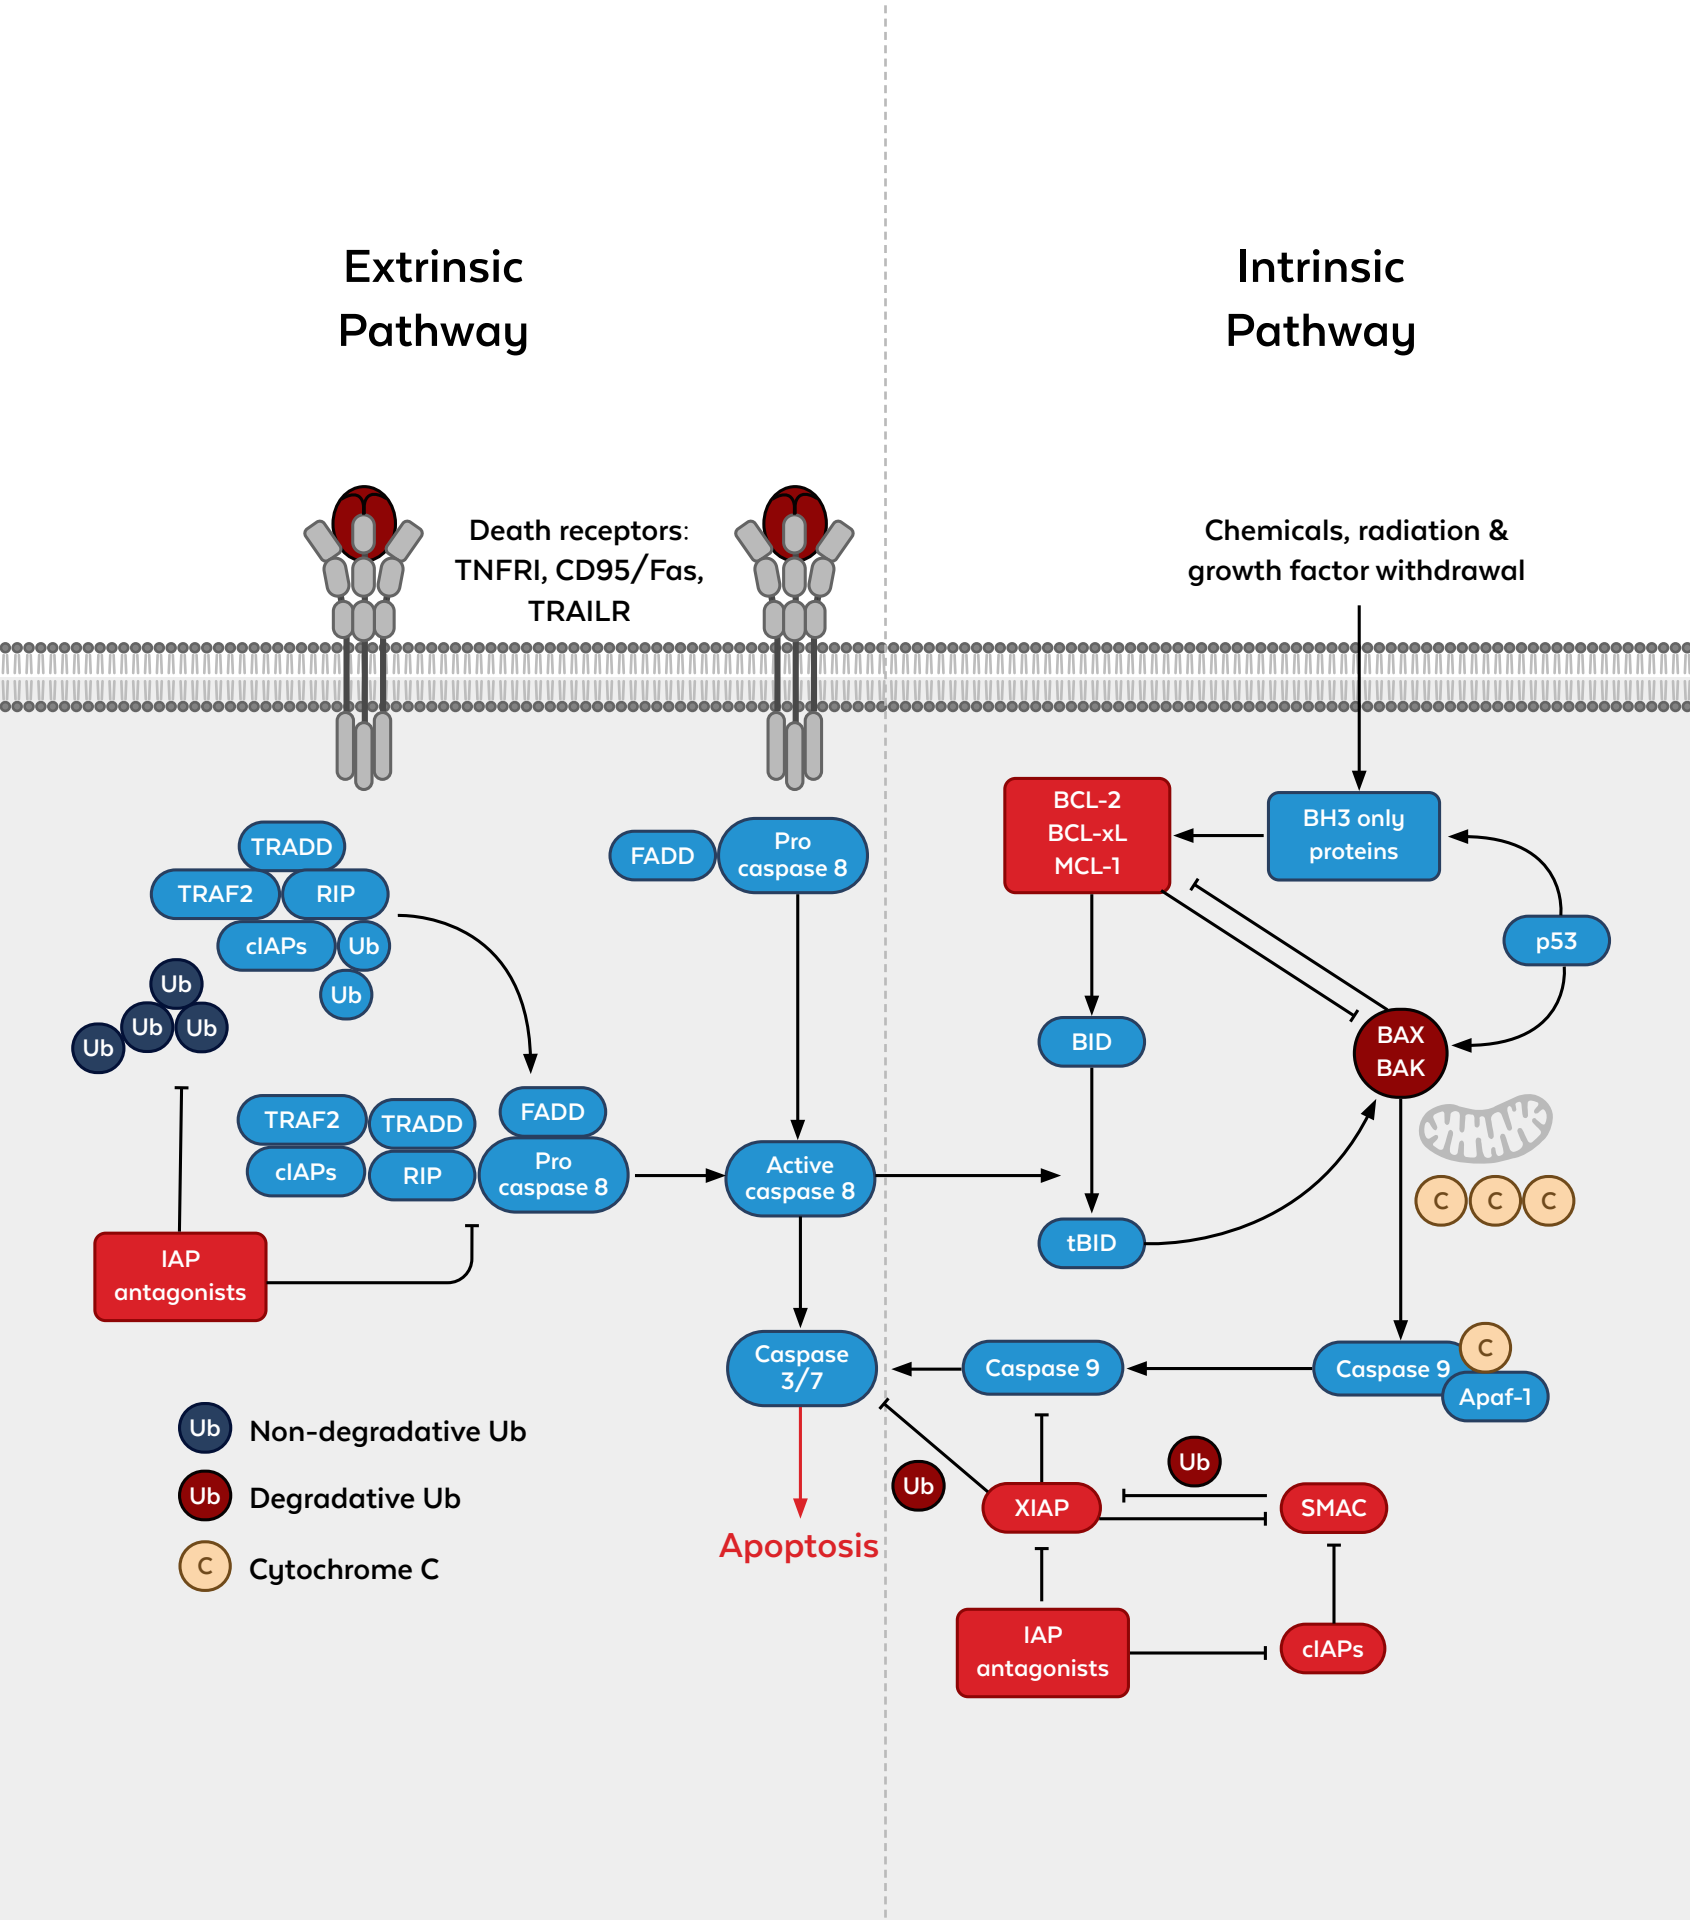 Extrinsic
Pathway
Intrinsic
Pathway
Death receptors:
TNFRI, CD95/Fas,
TRAILR
Chemicals, radiation &
growth factor withdrawal
TRADD
TRAF2
RIP
cIAPs
Ub
Ub
Ub
Ub
Ub
Ub
FADD
Pro
caspase 8
BCL-2
BCL-xL
MCL-1
BH3 only
proteins
p53
BID
BAX
BAK
TRAF2
TRADD
cIAPs
RIP
FADD
Pro
caspase 8
Active
caspase 8
tBID
C
C
C
IAP
antagonists
Caspase
3/7
Caspase 9
Caspase 9
C
Apaf-1
Ub
Non-degradative Ub
Ub
Degradative Ub
C
Cytochrome C
Apoptosis
Ub
XIAP
Ub
SMAC
IAP
antagonists
cIAPs